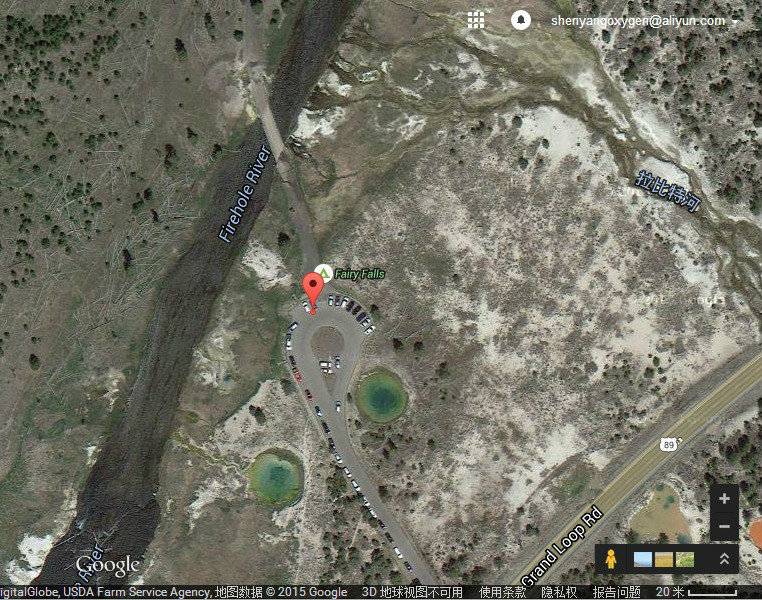 shenyangoxygen@aliyun.com
Firehole River
拉比特河
Fairy Falls
89
Grand Loop Rd
River
Google
igitalGlobe, USDA Farm Service Agency, 地图数据 © 2015 Google 3D 地球视图不可用 使用条款 隐私权 报告问题 20 米